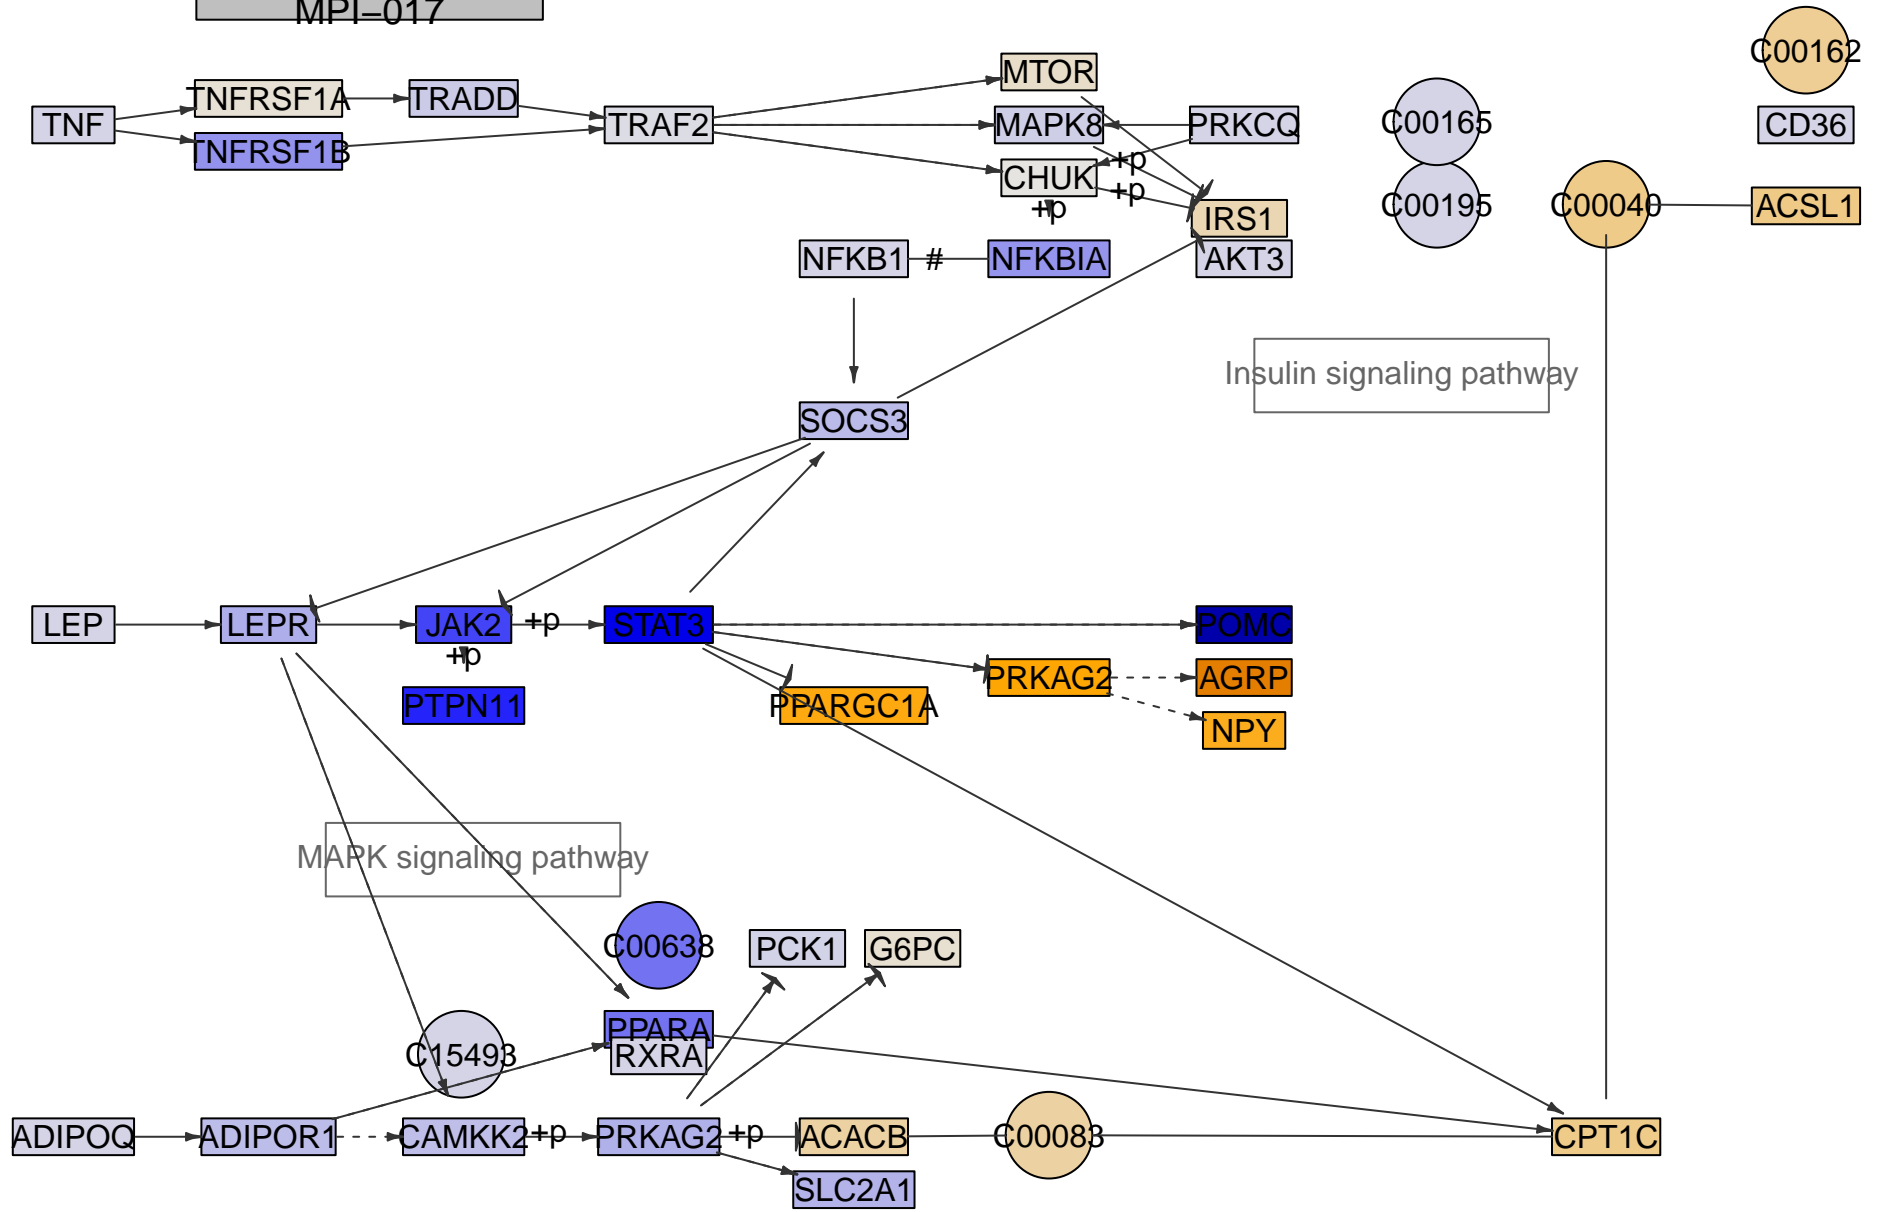 MPI−017
C00162
TNF
TNFRSF1A
TNFRSF1B
TRADD
TRAF2
MTOR
MAPK8
CHUK
+p
PRKCQ
+p
+p
IRS1
AKT3
C00165
C00195
C00040
CD36
ACSL1
NFKB1
#
NFKBIA
Insulin signaling pathway
SOCS3
LEP
LEPR
JAK2
+p
+p
PTPN11
STAT3
PPARGC1A
PRKAG2
POMC
AGRP
NPY
MAPK signaling pathway
C00638
PCK1
G6PC
C15493
PPARA
RXRA
ADIPOQ
ADIPOR1
CAMKK2
+p
PRKAG2
+p
ACACB
SLC2A1
C00083
CPT1C